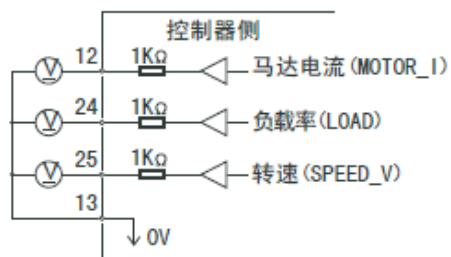 控制器侧
12 1KΩ 马达电流(MOTOR_I)
V
24 1KΩ 负载率(LOAD)
V
25 1KΩ 转速(SPEED_V)
V
13
0V